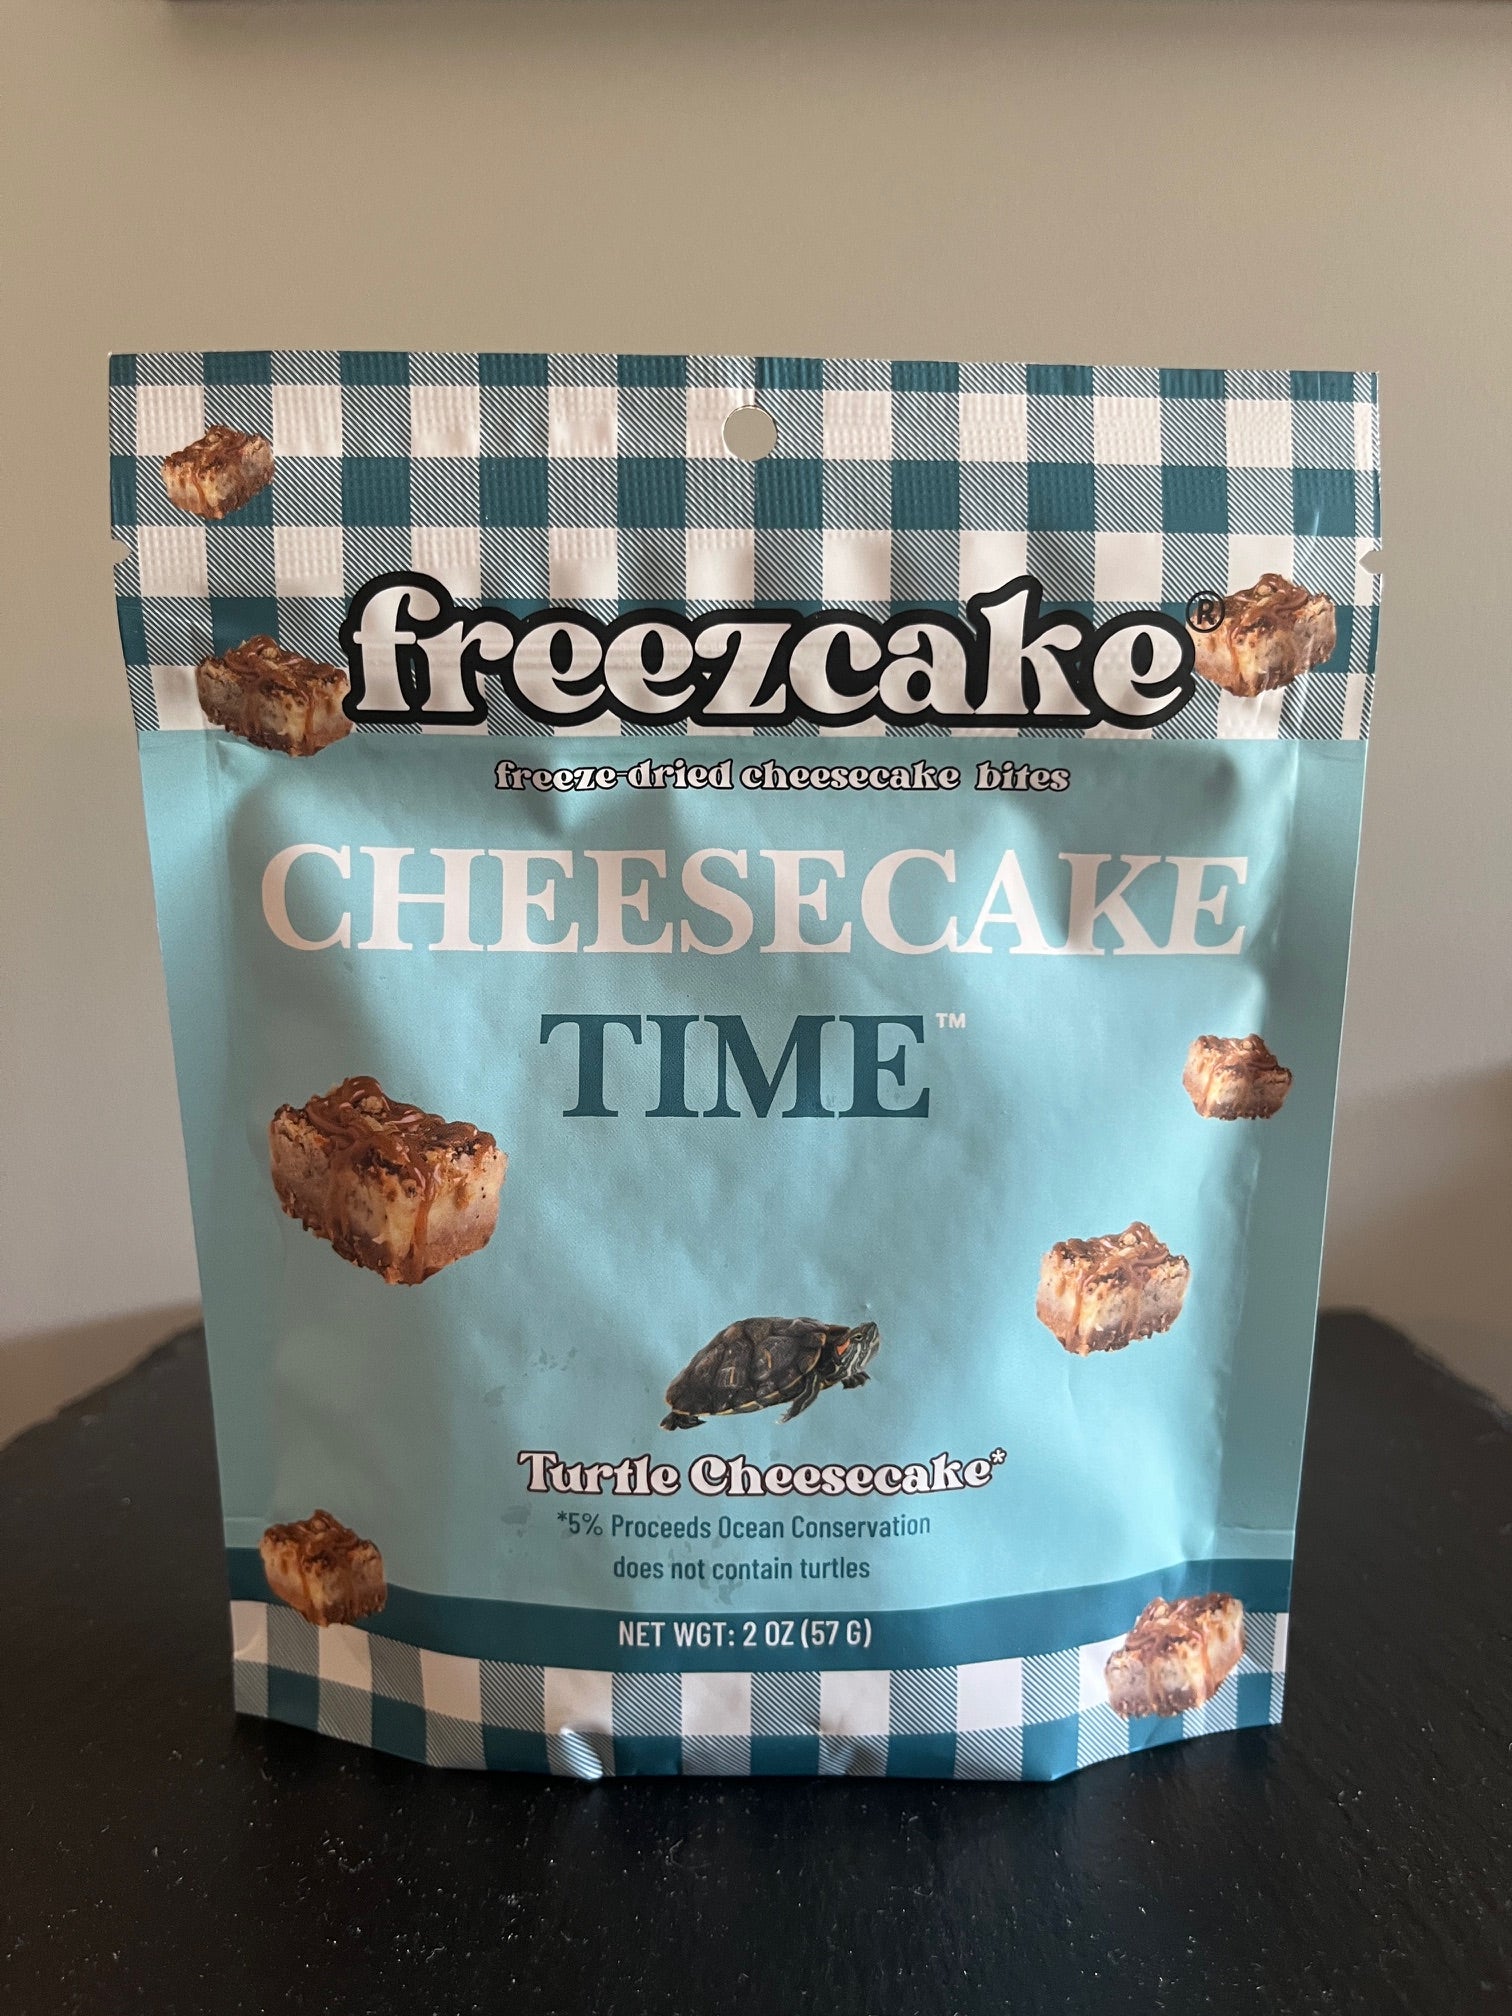 freezcake®
freeze-dried cheesecake bites
CHEESECAKE
TIME™
Turtle Cheesecake*
*5% Proceeds Ocean Conservation
does not contain turtles
NET WGT: 2 OZ (57 G)